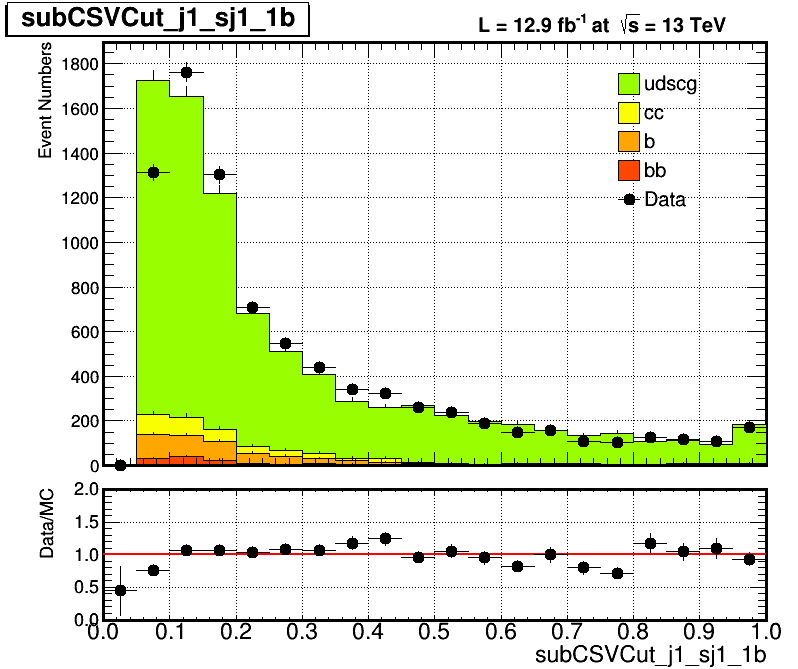 subCSVCut_j1_sj1_1b
L = 12.9 fb⁻¹ at √s = 13 TeV
Event Numbers
1800
1600
1400
1200
1000
800
600
400
200
0
udscg
cc
b
bb
Data
Data/MC
2.0
1.5
1.0
0.5
0.0
0.0 0.1 0.2 0.3 0.4 0.5 0.6 0.7 0.8 0.9 1.0
subCSVCut_j1_sj1_1b